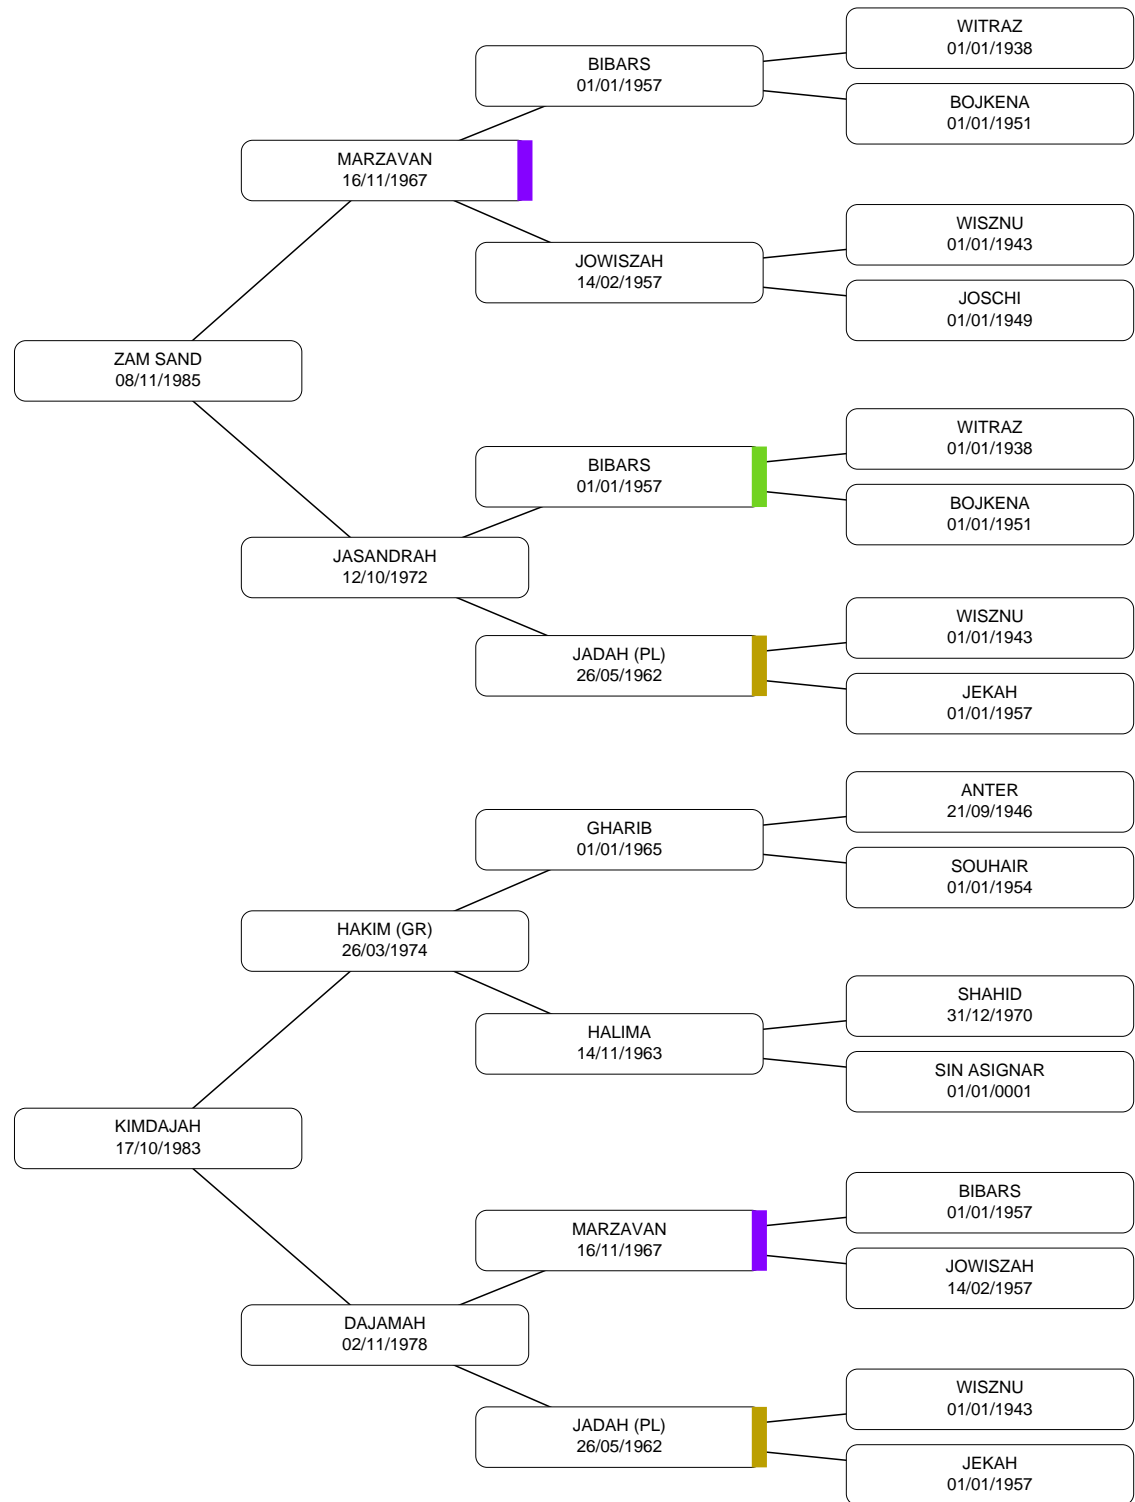 WITRAZ
01/01/1938
BIBARS
01/01/1957
BOJKENA
01/01/1951
MARZAVAN
16/11/1967
WISZNU
01/01/1943
JOWISZAH
14/02/1957
JOSCHI
01/01/1949
ZAM SAND
08/11/1985
WITRAZ
01/01/1938
BIBARS
01/01/1957
BOJKENA
01/01/1951
JASANDRAH
12/10/1972
WISZNU
01/01/1943
JADAH (PL)
26/05/1962
JEKAH
01/01/1957
ANTER
21/09/1946
GHARIB
01/01/1965
SOUHAIR
01/01/1954
HAKIM (GR)
26/03/1974
SHAHID
31/12/1970
HALIMA
14/11/1963
SIN ASIGNAR
01/01/0001
KIMDAJAH
17/10/1983
BIBARS
01/01/1957
MARZAVAN
16/11/1967
JOWISZAH
14/02/1957
DAJAMAH
02/11/1978
WISZNU
01/01/1943
JADAH (PL)
26/05/1962
JEKAH
01/01/1957